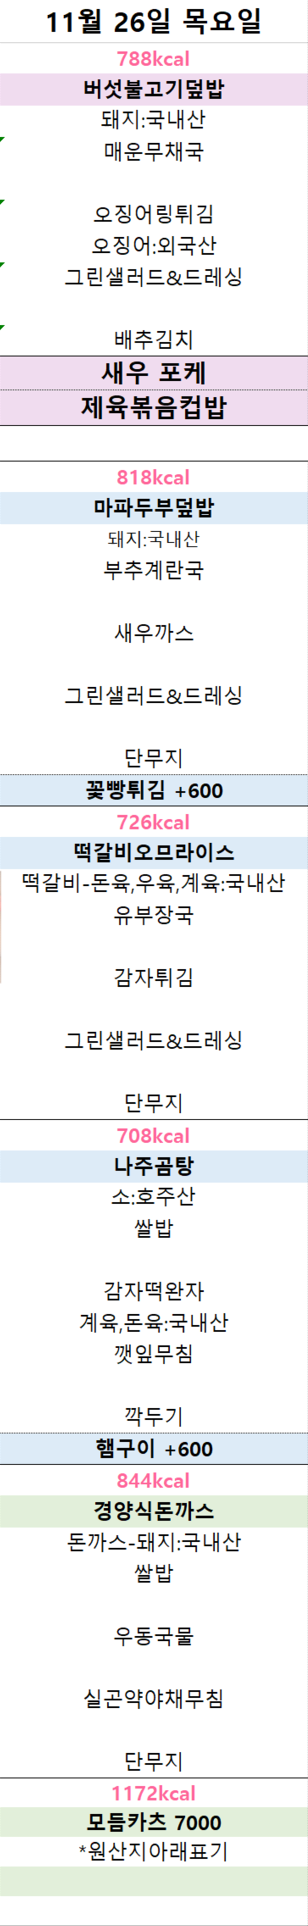 11월 26일 목요일
788kcal
버섯불고기덮밥
돼지:국내산
매운무채국
오징어링튀김
오징어:외국산
그린샐러드&드레싱
배추김치
새우 포케
제육볶음컵밥
818kcal
마파두부덮밥
돼지:국내산
부추계란국
새우까스
그린샐러드&드레싱
단무지
꽃빵튀김 +600
726kcal
떡갈비오므라이스
떡갈비-돈육,우육,계육:국내산
유부장국
감자튀김
그린샐러드&드레싱
단무지
708kcal
나주곰탕
소:호주산
쌀밥
감자떡완자
계육,돈육:국내산
깻잎무침
깍두기
햄구이 +600
844kcal
경양식돈까스
돈까스-돼지:국내산
쌀밥
우동국물
실곤약야채무침
단무지
1172kcal
모듬카츠 7000
*원산지아래표기